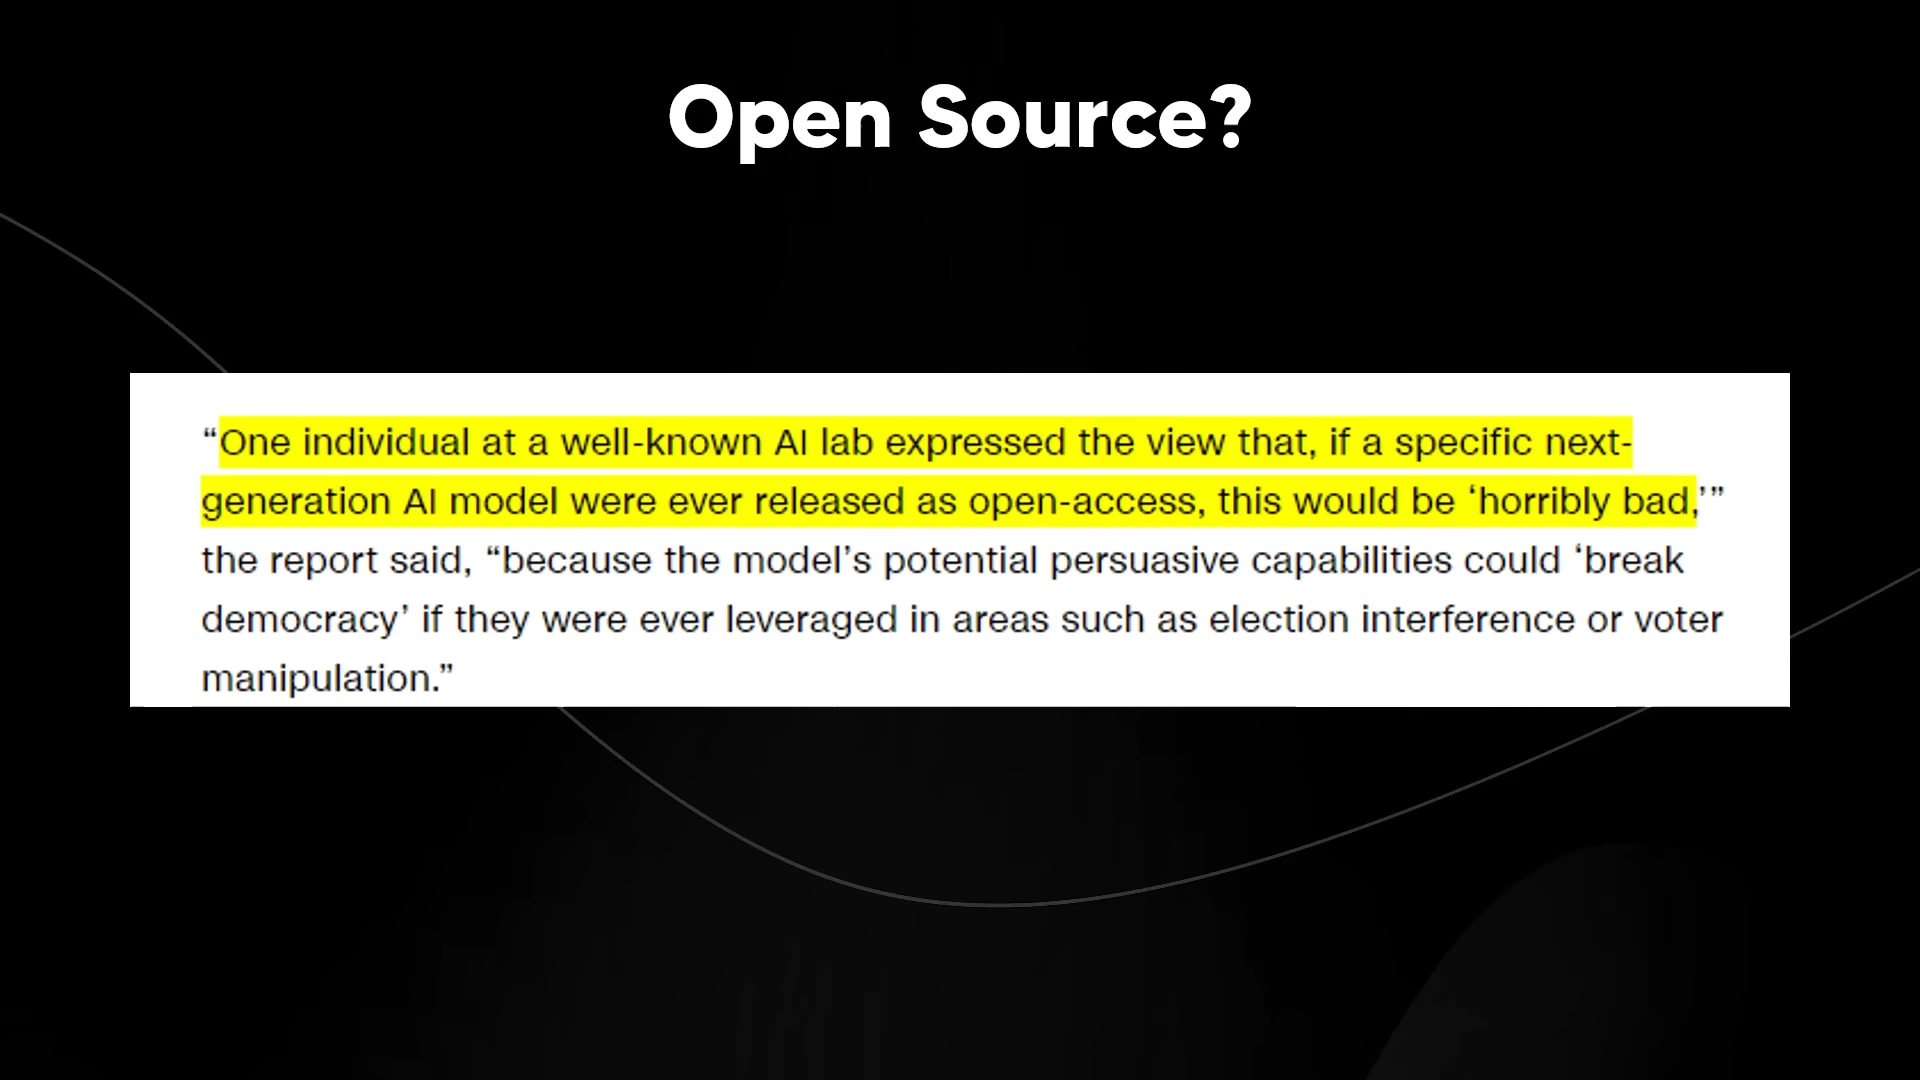 Open Source?
“One individual at a well-known AI lab expressed the view that, if a specific next-
generation AI model were ever released as open-access, this would be ‘horribly bad,’”
the report said, “because the model’s potential persuasive capabilities could ‘break
democracy’ if they were ever leveraged in areas such as election interference or voter
manipulation.”